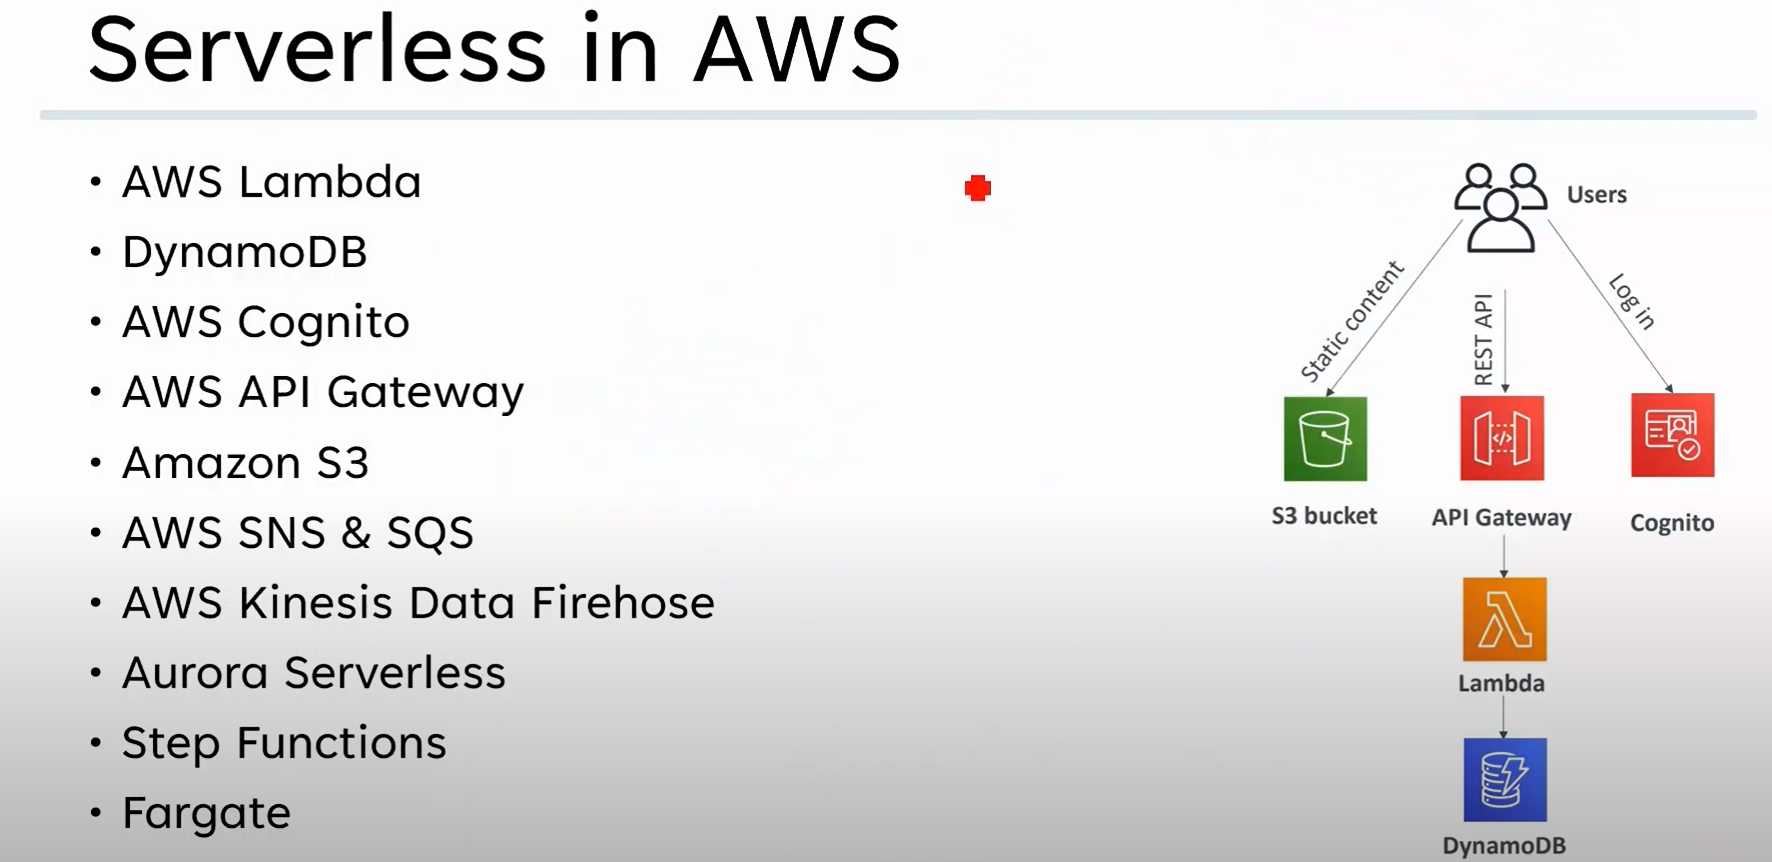 Serverless in AWS
• AWS Lambda
• DynamoDB
• AWS Cognito
• AWS API Gateway
• Amazon S3
• AWS SNS & SQS
• AWS Kinesis Data Firehose
• Aurora Serverless
• Step Functions
• Fargate
Users
Static content
REST API
Log in
S3 bucket
API Gateway
Cognito
Lambda
DynamoDB